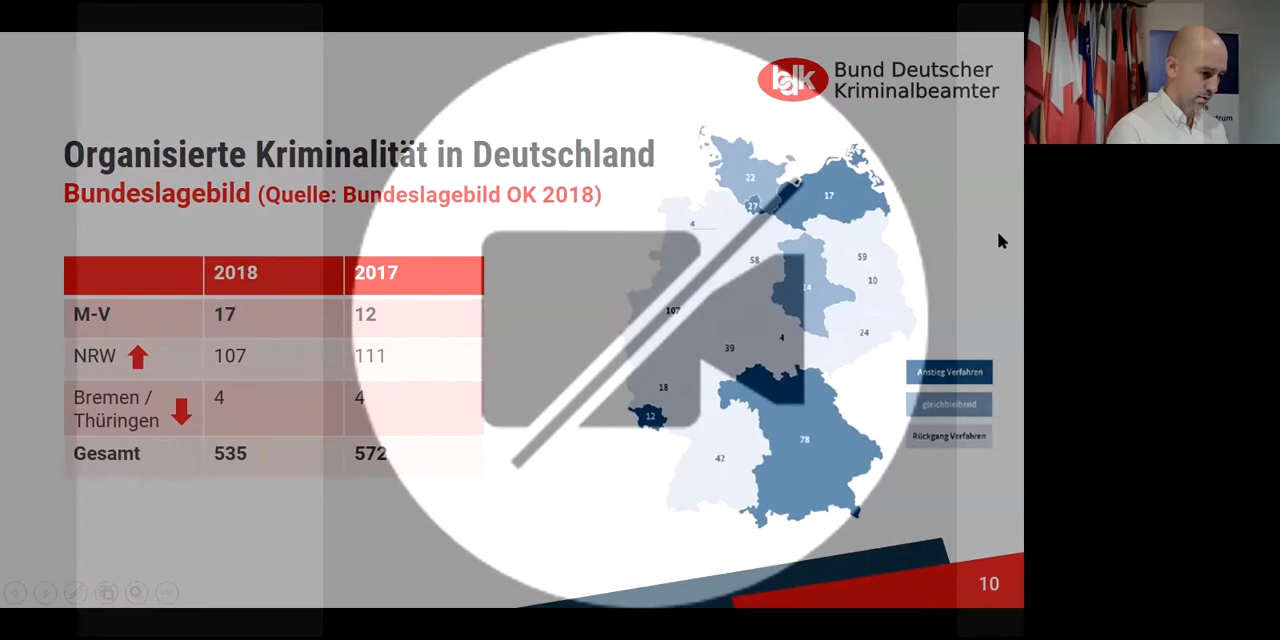 bdk Bund Deutscher
Kriminalbeamter
Organisierte Kriminalität in Deutschland
Bundeslagebild (Quelle: Bundeslagebild OK 2018)
2018 2017
M-V 17 12
NRW 107 111
Bremen / 4 4
Thüringen
Gesamt 535 572
22
27
17
4
58
59
10
14
107
24
4
39
18
12
78
42
Anstieg Verfahren
gleichbleibend
Rückgang Verfahren
10